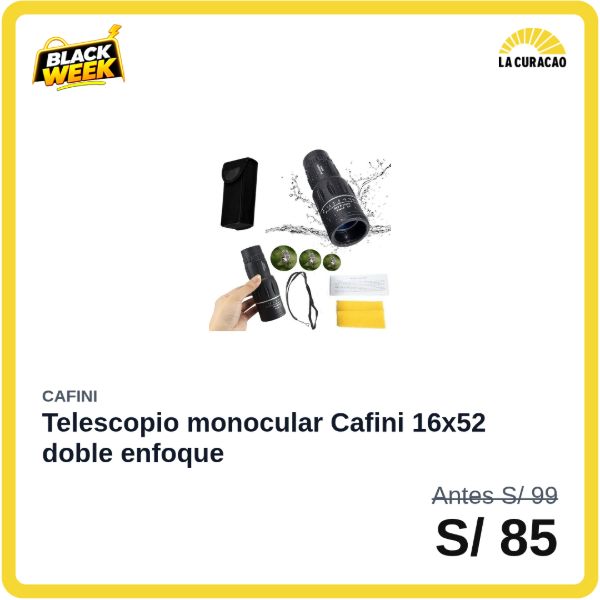 BLACK
WEEK
LA CURACAO
CAFINI
Telescopio monocular Cafini 16x52
doble enfoque
Antes S/ 99
S/ 85